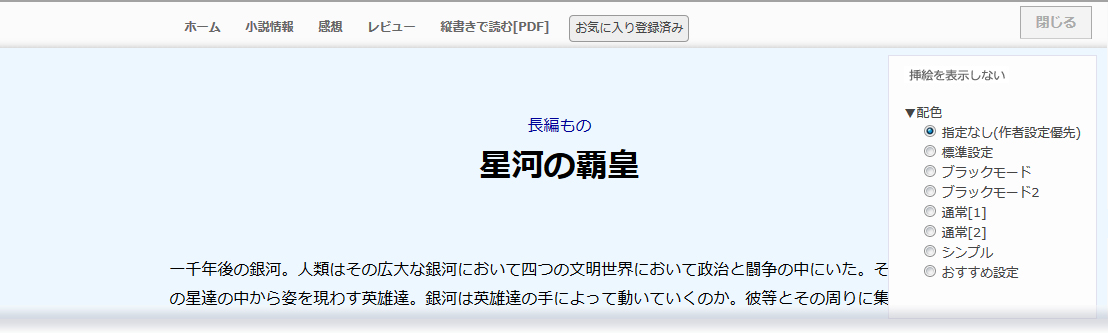 ホーム 小説情報 感想 レビュー 縦書きで読む[PDF] お気に入り登録済み 閉じる
挿絵を表示しない
▼配色
指定なし(作者設定優先)
標準設定
ブラックモード
ブラックモード2
通常[1]
通常[2]
シンプル
おすすめ設定
長編もの
星河の覇皇
一千年後の銀河。人類はその広大な銀河において四つの文明世界において政治と闘争の中にいた。そ
の星達の中から姿を現わす英雄達。銀河は英雄達の手によって動いていくのか。彼等とその周りに集